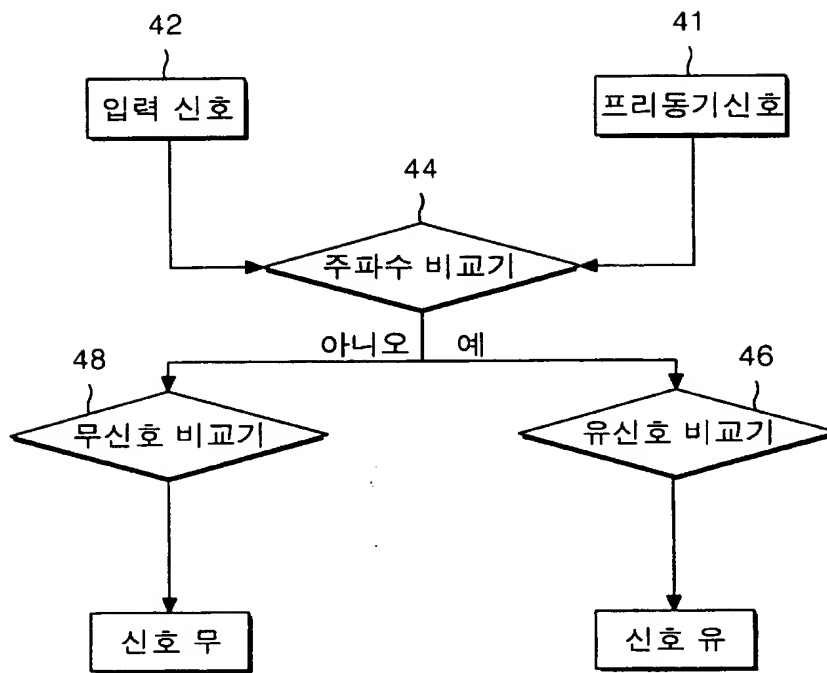 42
41
입력 신호
프리동기신호
44
주파수 비교기
아니오
예
48
46
무신호 비교기
유신호 비교기
신호 무
신호 유